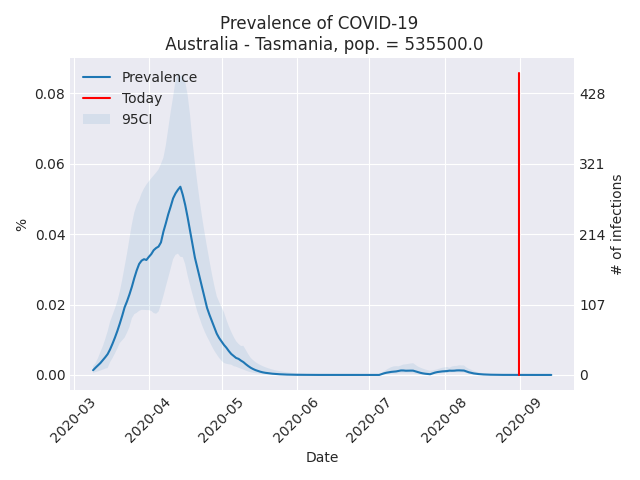 Prevalence of COVID-19
Australia - Tasmania, pop. = 535500.0
Prevalence
Today
95CI
0.08
0.06
0.04
0.02
0.00
%
428
321
214
107
0
# of infections
2020-03
2020-04
2020-05
2020-06
2020-07
2020-08
2020-09
Date